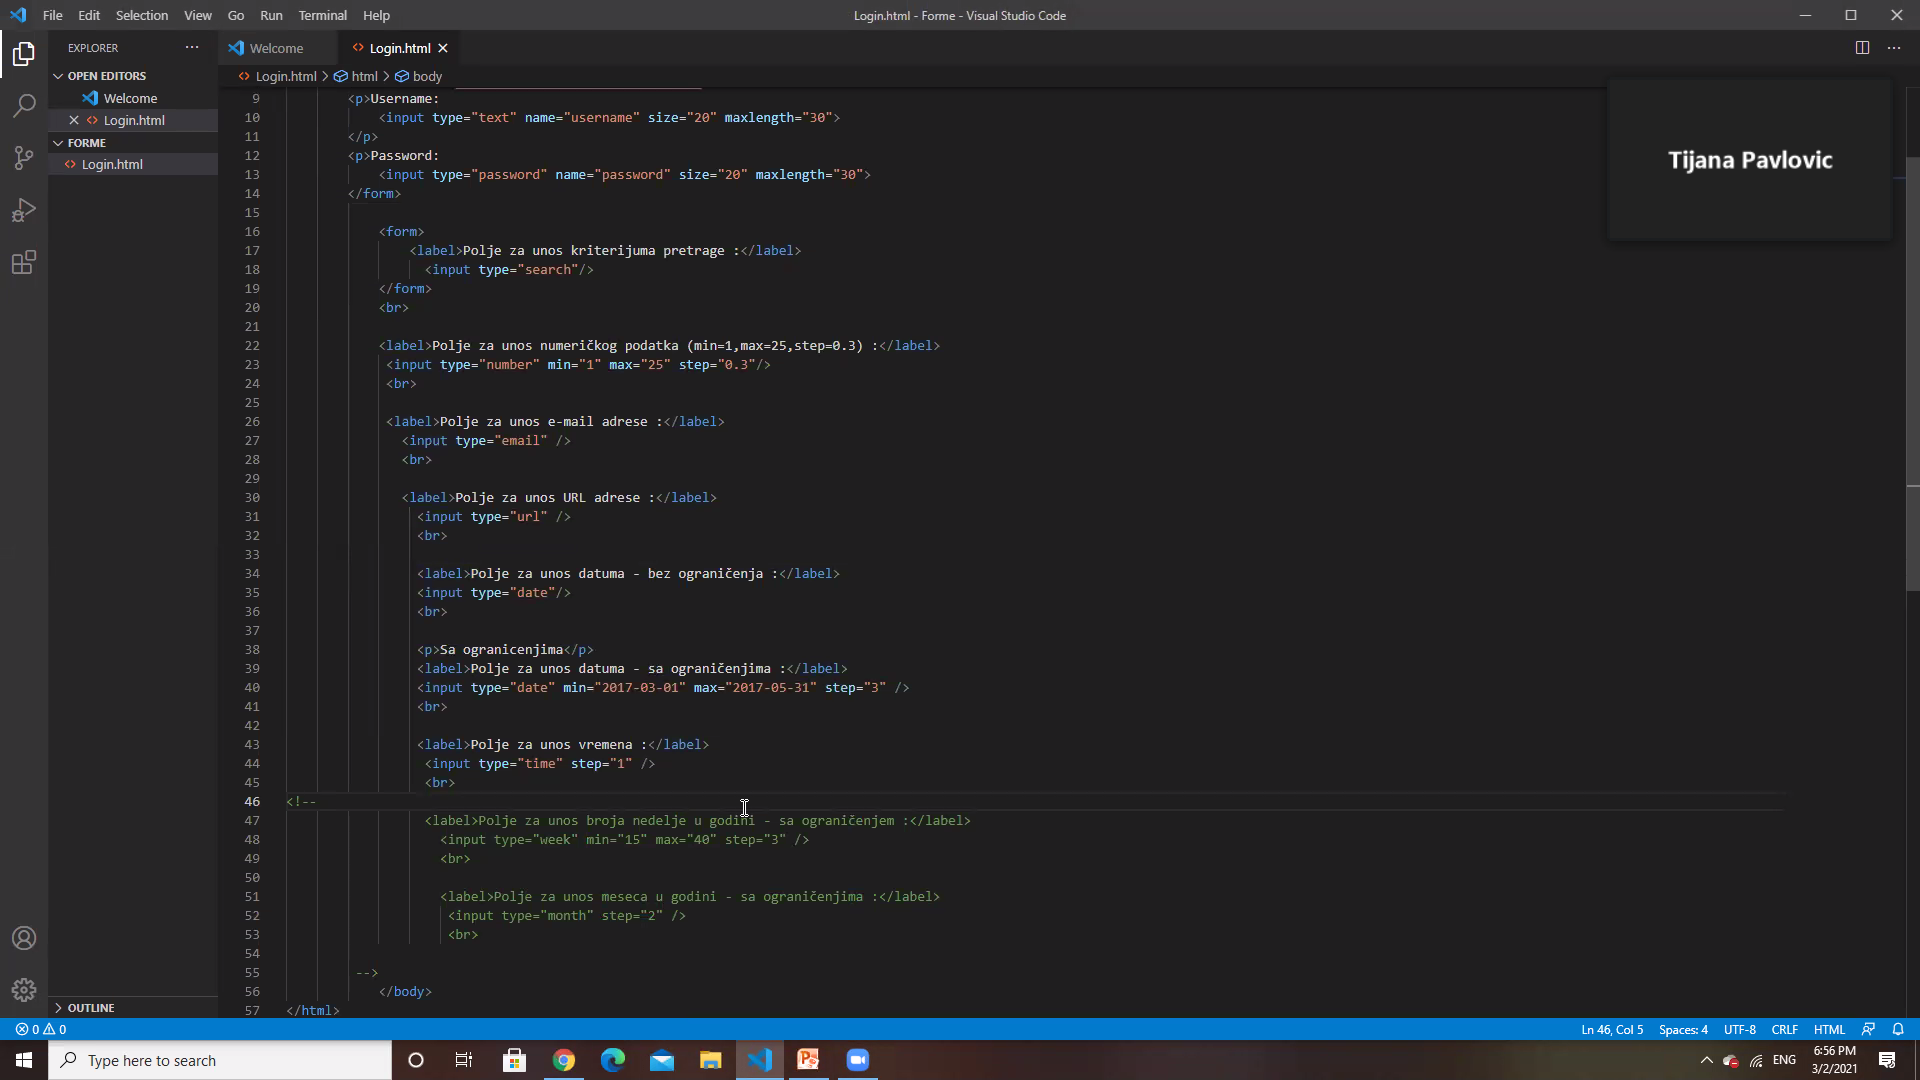 File Edit Selection View Go Run Terminal Help
Login.html - Forme - Visual Studio Code
EXPLORER
Welcome
Login.html
OPEN EDITORS
Welcome
Login.html
FORME
Login.html
OUTLINE
Login.html > html > body
9 <p>Username:
10 <input type="text" name="username" size="20" maxlength="30">
11 </p>
12 <p>Password:
13 <input type="password" name="password" size="20" maxlength="30">
14 </form>
15
16 <form>
17 <label>Polje za unos kriterijuma pretrage :</label>
18 <input type="search"/>
19 </form>
20 <br>
21
22 <label>Polje za unos numeričkog podatka (min=1,max=25,step=0.3) :</label>
23 <input type="number" min="1" max="25" step="0.3"/>
24 <br>
25
26 <label>Polje za unos e-mail adrese :</label>
27 <input type="email" />
28 <br>
29
30 <label>Polje za unos URL adrese :</label>
31 <input type="url" />
32 <br>
33
34 <label>Polje za unos datuma - bez ograničenja :</label>
35 <input type="date"/>
36 <br>
37
38 <p>Sa ogranicenjima</p>
39 <label>Polje za unos datuma - sa ograničenjima :</label>
40 <input type="date" min="2017-03-01" max="2017-05-31" step="3" />
41 <br>
42
43 <label>Polje za unos vremena :</label>
44 <input type="time" step="1" />
45 <br>
46 <!--
47 <label>Polje za unos broja nedelje u godini - sa ograničenjem :</label>
48 <input type="week" min="15" max="40" step="3" />
49 <br>
50
51 <label>Polje za unos meseca u godini - sa ograničenjima :</label>
52 <input type="month" step="2" />
53 <br>
54
55 -->
56 </body>
57 </html>
Tijana Pavlovic
0 0
Ln 46, Col 5 Spaces: 4 UTF-8 CRLF HTML
Type here to search
ENG
6:56 PM
3/2/2021